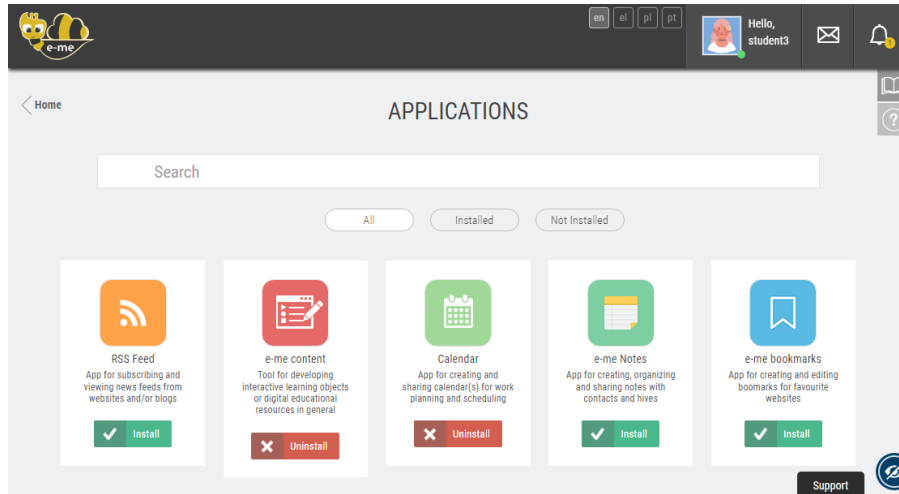 e-me
en el pl pt
Hello,
student3
1
Home
APPLICATIONS
?
Search
All Installed Not Installed
RSS Feed
App for subscribing and
viewing news feeds from
websites and/or blogs
Install
e-me content
Tool for developing
interactive learning objects
or digital educational
resources in general
Uninstall
Calendar
App for creating and
sharing calendar(s) for work
planning and scheduling
Uninstall
e-me Notes
App for creating, organizing
and sharing notes with
contacts and hives
Install
e-me bookmarks
App for creating and editing
boomarks for favourite
websites
Install
Support